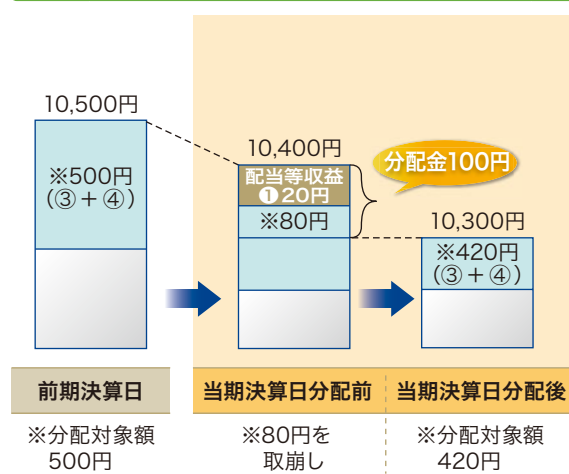 10,500円
※500円
(③+④)
10,400円
配当等収益
❶20円
※80円
分配金100円
10,300円
※420円
(③+④)
前期決算日
当期決算日分配前
当期決算日分配後
※分配対象額
500円
※80円を
取崩し
※分配対象額
420円